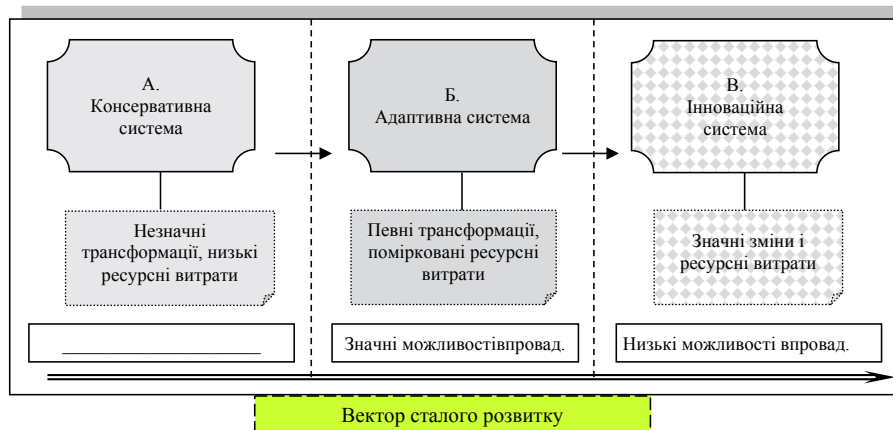 А.
Консервативна
система
Б.
Адаптивна система
В.
Інноваційна
система
Незначні
трансформації, низькі
ресурсні витрати
Певні трансформації,
помірковані ресурсні
витрати
Значні зміни і
ресурсні витрати
______________________
Значні можливостівпровад.
Низькі можливості впровад.
Вектор сталого розвитку